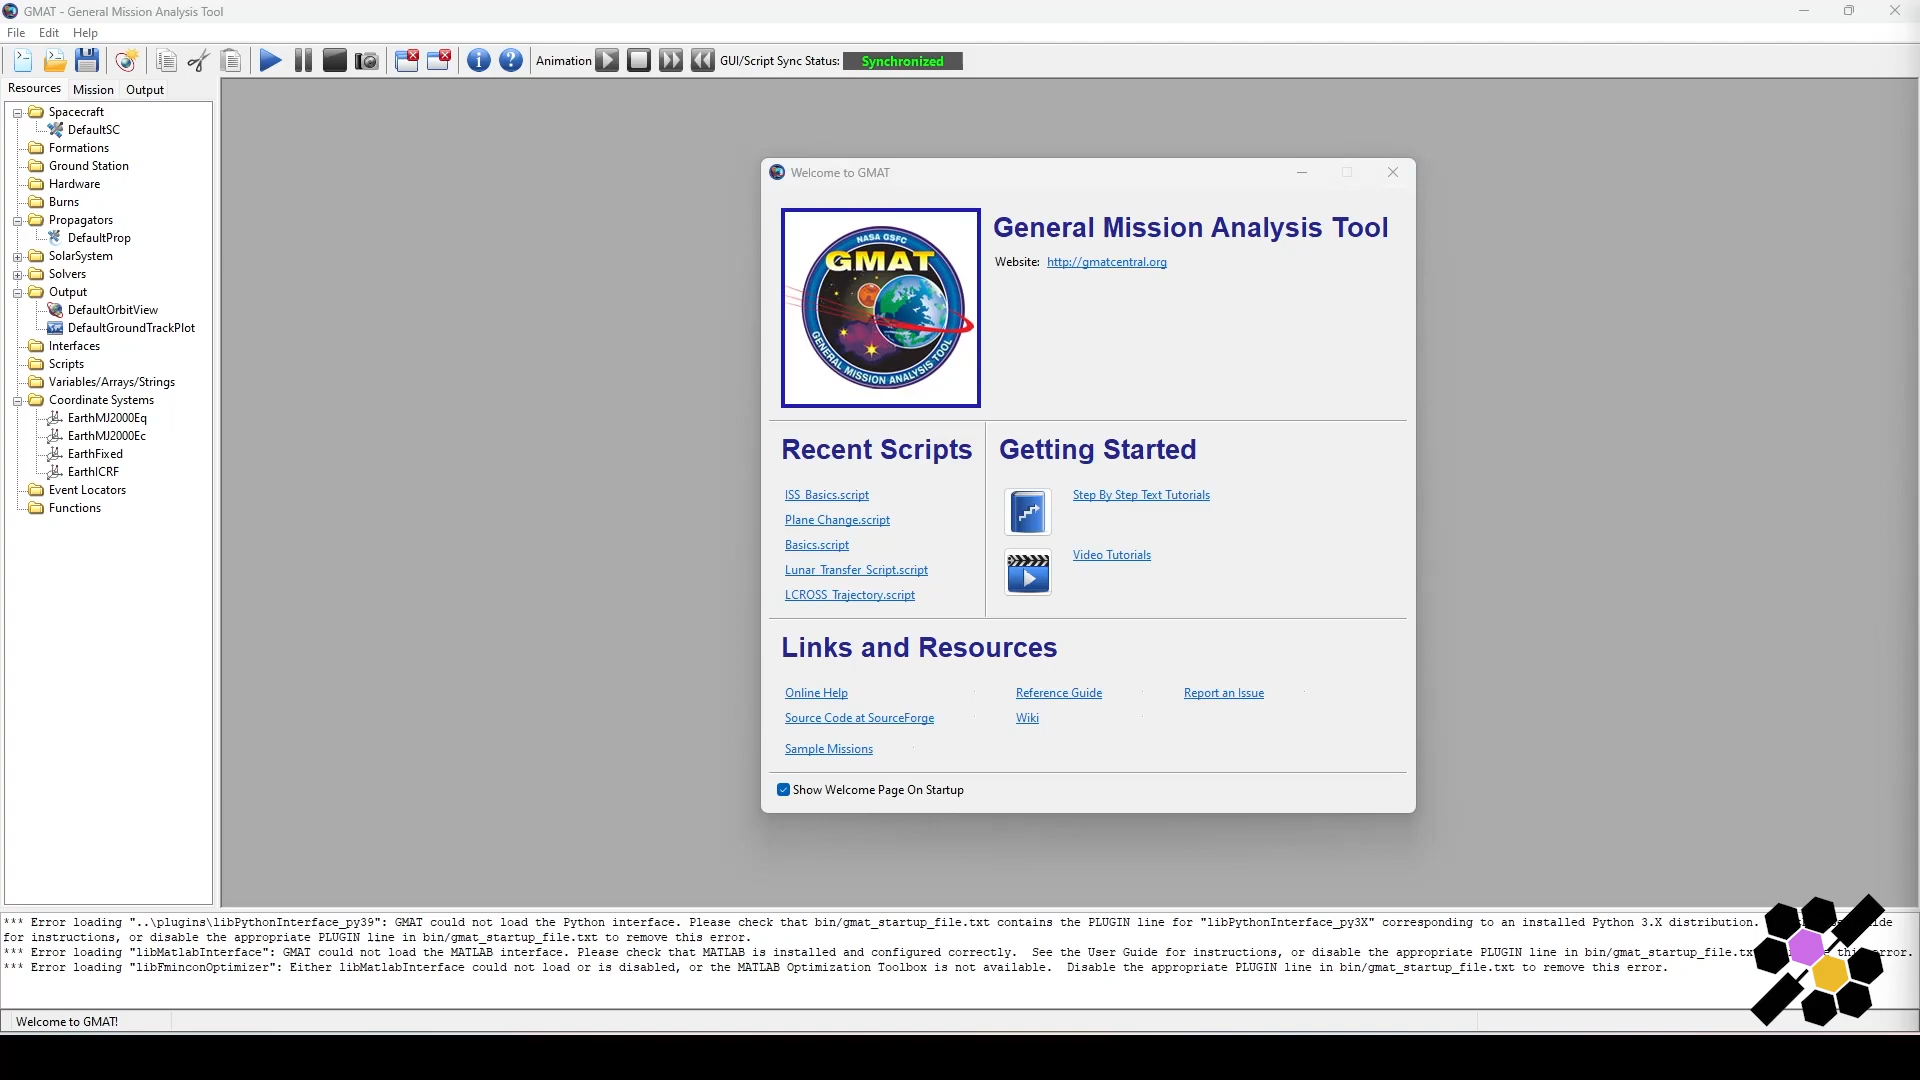 GMAT - General Mission Analysis Tool
File Edit Help
Animation GUI/Script Sync Status: Synchronized
Resources Mission Output
Spacecraft
DefaultSC
Formations
Ground Station
Hardware
Burns
Propagators
DefaultProp
SolarSystem
Solvers
Output
DefaultOrbitView
DefaultGroundTrackPlot
Interfaces
Scripts
Variables/Arrays/Strings
Coordinate Systems
EarthMJ2000Eq
EarthMJ2000Ec
EarthFixed
EarthICRF
Event Locators
Functions
Welcome to GMAT
NASA GSFC
GMAT
GENERAL MISSION ANALYSIS TOOL
General Mission Analysis Tool
Website: http://gmatcentral.org
Recent Scripts
ISS Basics.script
Plane Change.script
Basics.script
Lunar Transfer Script.script
LCROSS Trajectory.script
Getting Started
Step By Step Text Tutorials
Video Tutorials
Links and Resources
Online Help Reference Guide Report an Issue
Source Code at SourceForge Wiki
Sample Missions
Show Welcome Page On Startup
*** Error loading "..\plugins\libPythonInterface_py39": GMAT could not load the Python interface. Please check that bin/gmat_startup_file.txt contains the PLUGIN line for "libPythonInterface_py3X" corresponding to an installed Python 3.X distribution.
for instructions, or disable the appropriate PLUGIN line in bin/gmat_startup_file.txt to remove this error.
*** Error loading "libMatlabInterface": GMAT could not load the MATLAB interface. Please check that MATLAB is installed and configured correctly. See the User Guide for instructions, or disable the appropriate PLUGIN line in bin/gmat_startup_file.tx error.
*** Error loading "libFminconOptimizer": Either libMatlabInterface could not load or is disabled, or the MATLAB Optimization Toolbox is not available. Disable the appropriate PLUGIN line in bin/gmat_startup_file.txt to remove this error.
Welcome to GMAT!